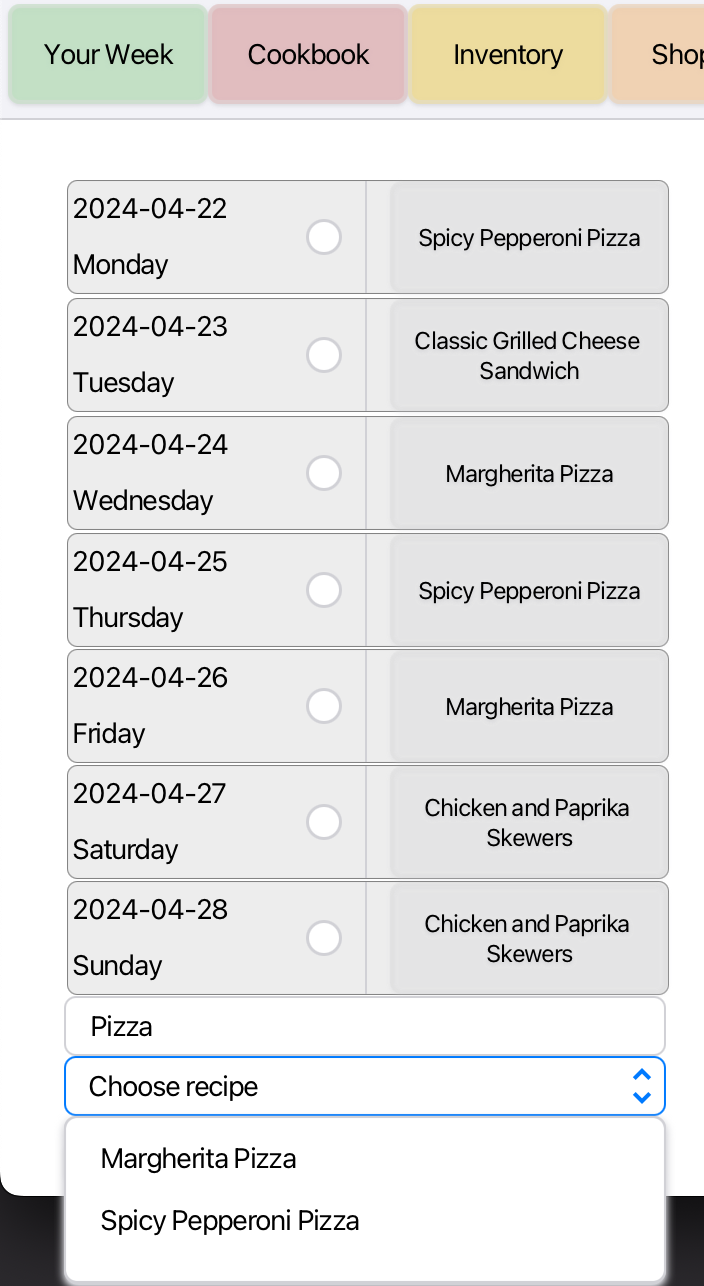 Your Week
Cookbook
Inventory
Shop
2024-04-22
Monday
Spicy Pepperoni Pizza
2024-04-23
Tuesday
Classic Grilled Cheese
Sandwich
2024-04-24
Wednesday
Margherita Pizza
2024-04-25
Thursday
Spicy Pepperoni Pizza
2024-04-26
Friday
Margherita Pizza
2024-04-27
Saturday
Chicken and Paprika
Skewers
2024-04-28
Sunday
Chicken and Paprika
Skewers
Pizza
Choose recipe
Margherita Pizza
Spicy Pepperoni Pizza